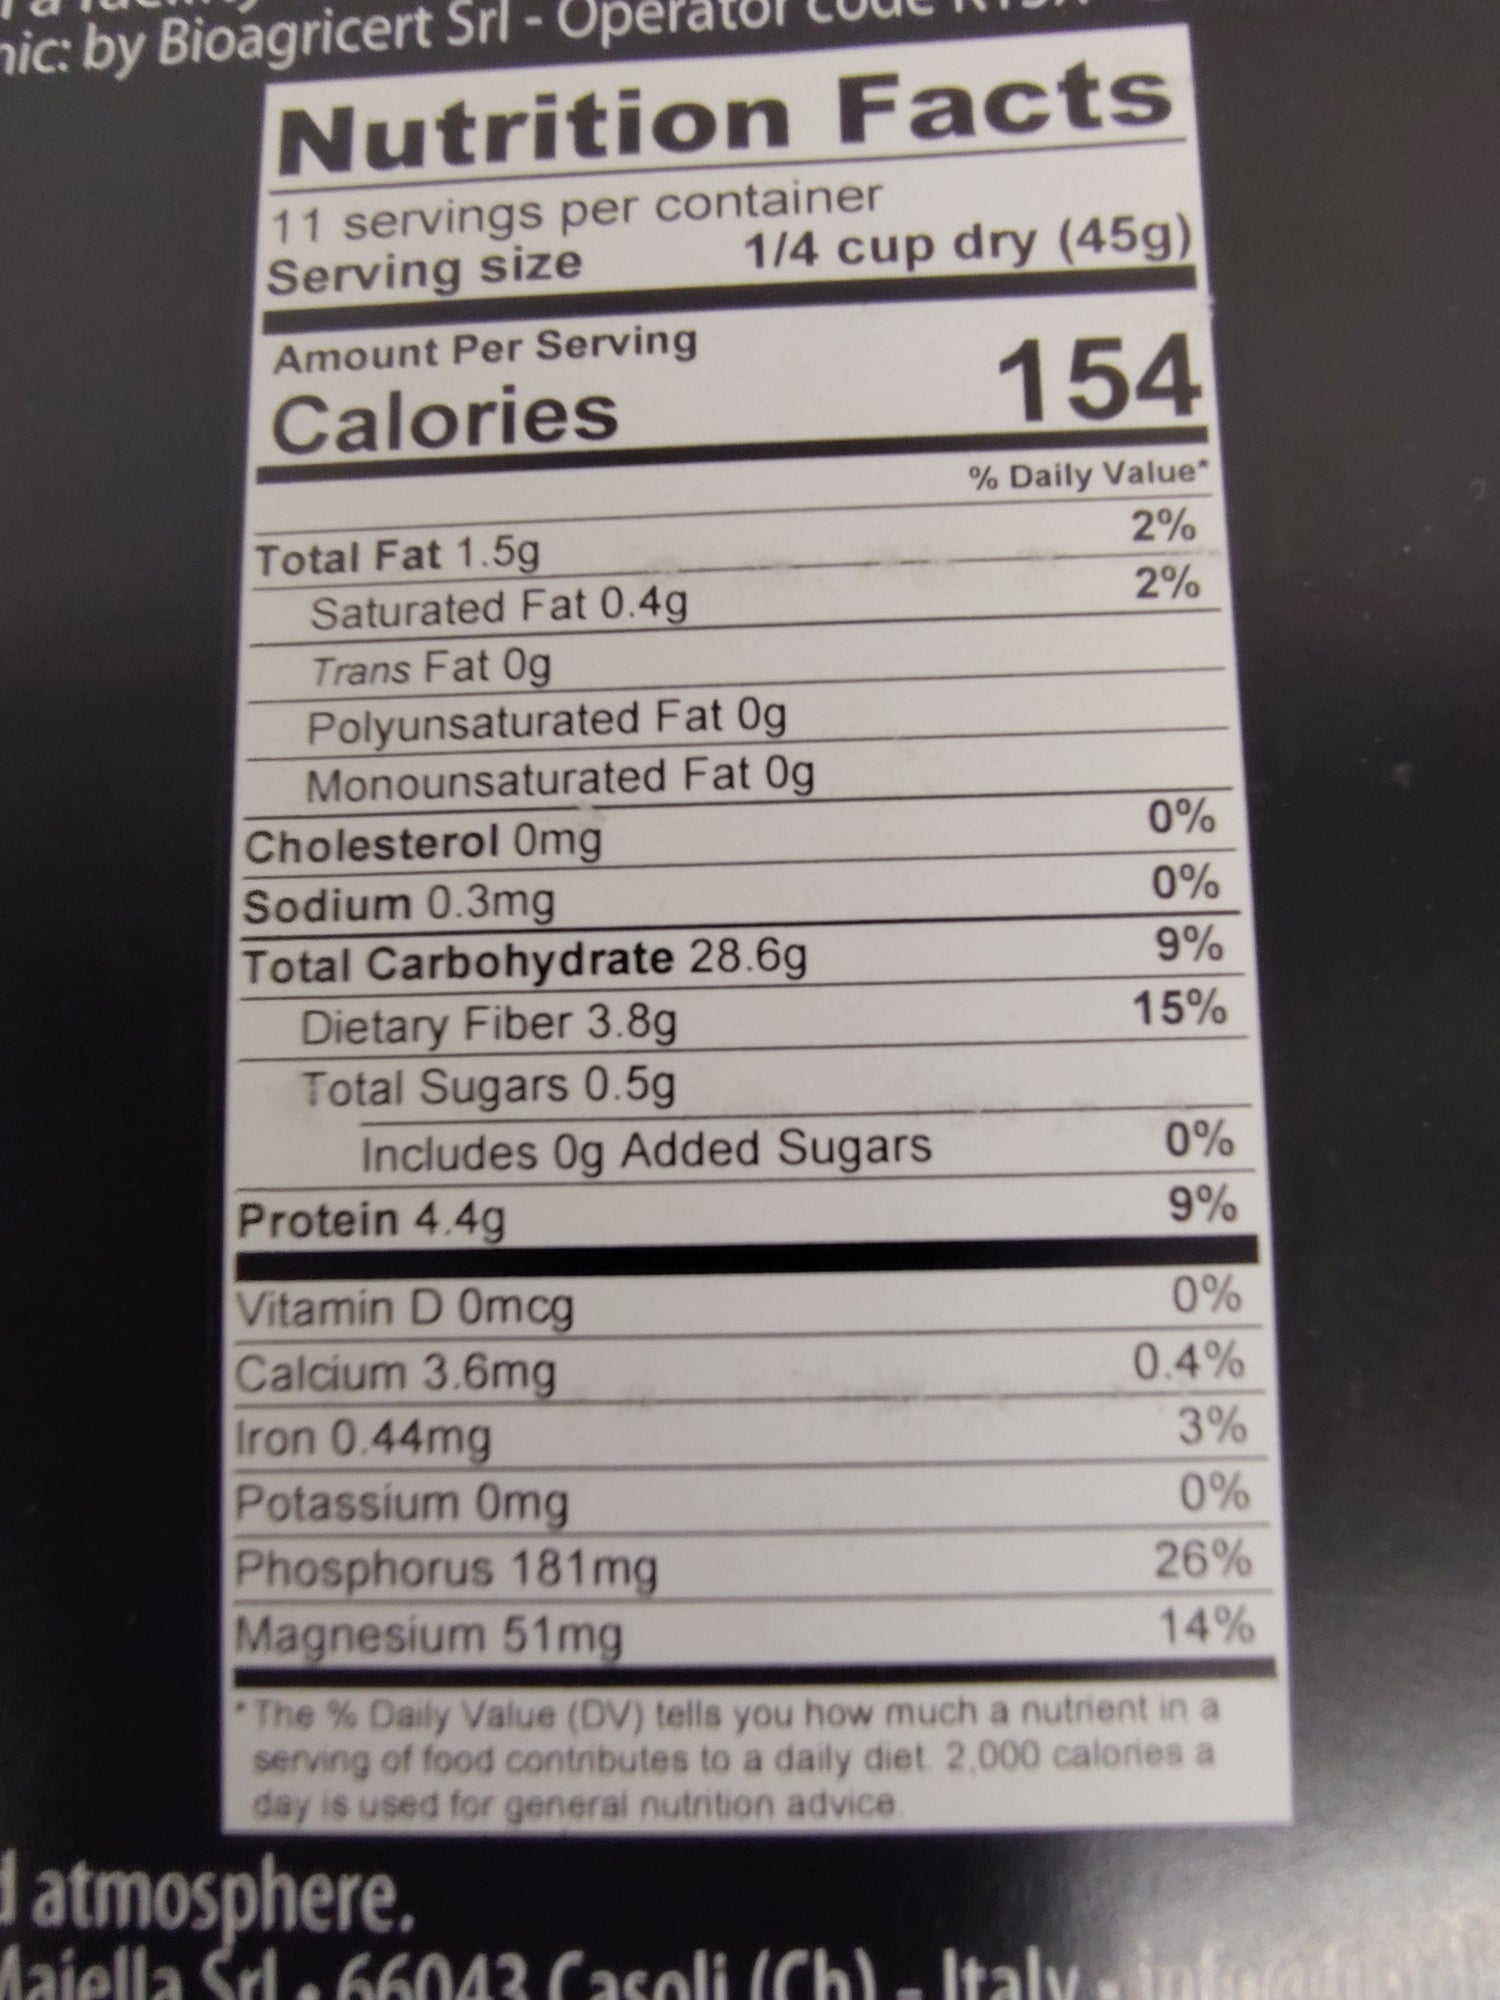 nic: by Bioagricert Srl - Operator code
Nutrition Facts
11 servings per container
Serving size 1/4 cup dry (45g)
Amount Per Serving
Calories 154
% Daily Value*
Total Fat 1.5g 2%
Saturated Fat 0.4g 2%
Trans Fat 0g
Polyunsaturated Fat 0g
Monounsaturated Fat 0g
Cholesterol 0mg 0%
Sodium 0.3mg 0%
Total Carbohydrate 28.6g 9%
Dietary Fiber 3.8g 15%
Total Sugars 0.5g
Includes 0g Added Sugars 0%
Protein 4.4g 9%
Vitamin D 0mcg 0%
Calcium 3.6mg 0.4%
Iron 0.44mg 3%
Potassium 0mg 0%
Phosphorus 181mg 26%
Magnesium 51mg 14%
*The % Daily Value (DV) tells you how much a nutrient in a
serving of food contributes to a daily diet. 2,000 calories a
day is used for general nutrition advice.
d atmosphere.
Maiella Srl • 66043 Casoli (Ch) - Italy -